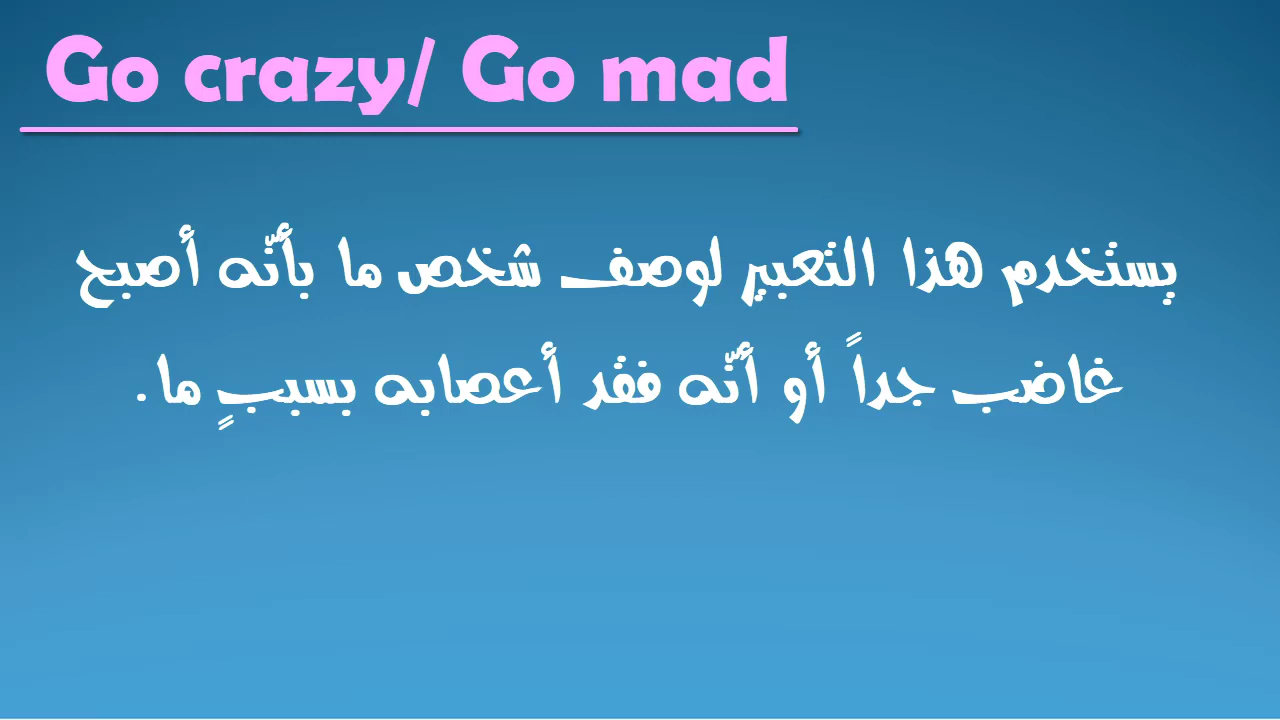 Go crazy/ Go mad
يستخدم هذا التعبير لوصف شخص ما بأنّه أصبح
غاضب جداً أو أنّه فقد أعصابه بسببٍ ما.